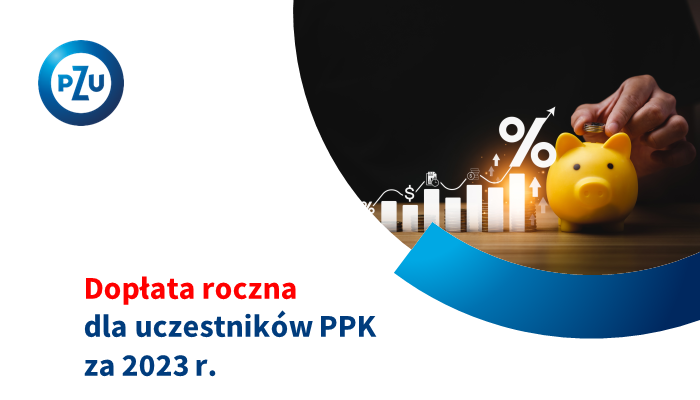 PZU
%
$
%
Dopłata roczna
dla uczestników PPK
za 2023 r.